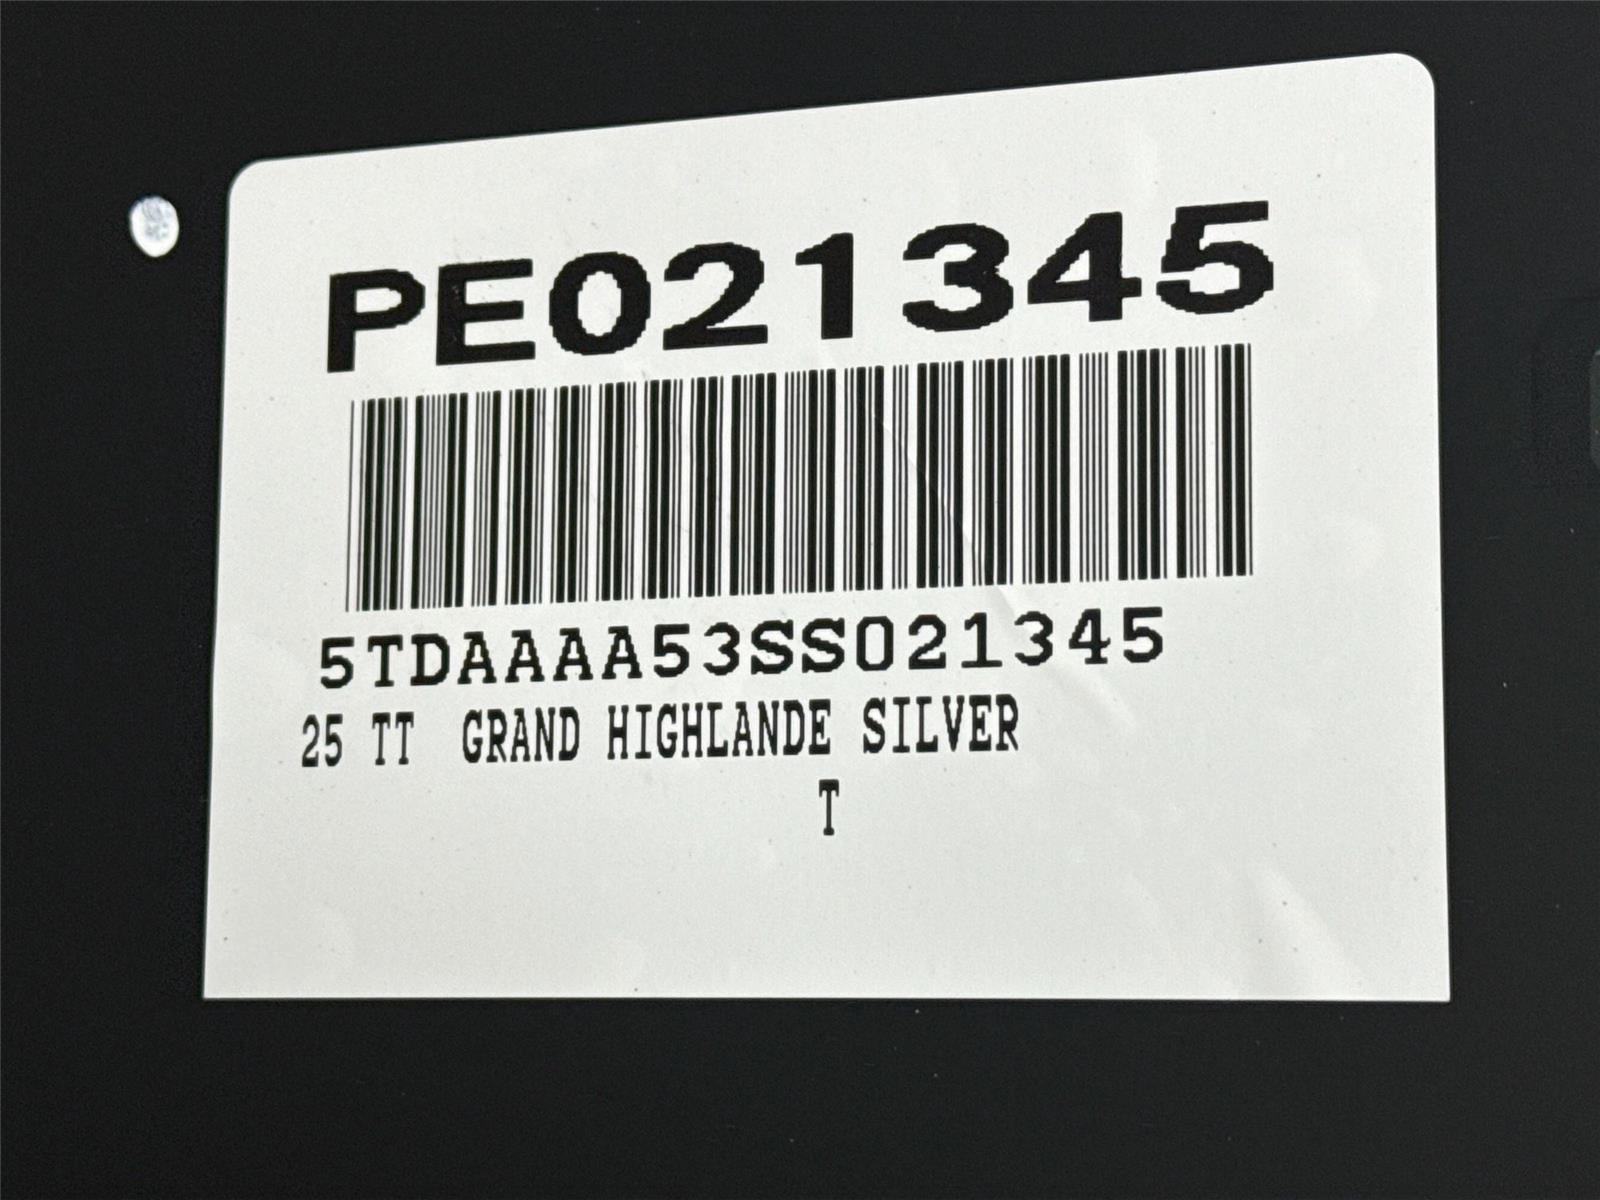 PE021345
5TDAAAA53SS021345
25 TT GRAND HIGHLANDE SILVER
T